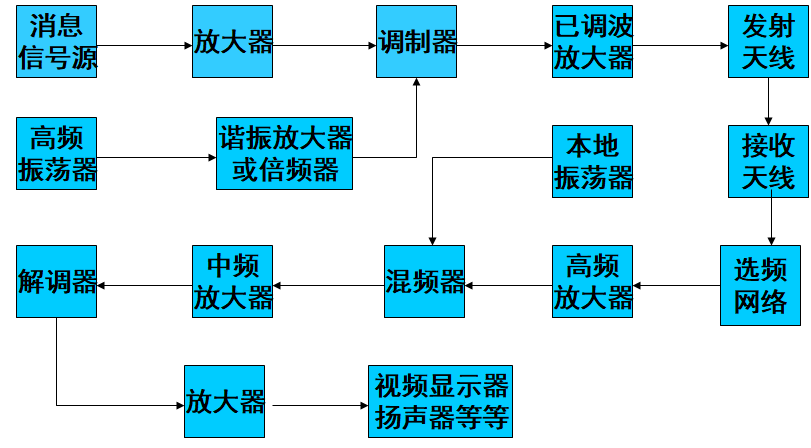 消息
信号源
放大器
调制器
已调波
放大器
发射
天线
高频
振荡器
谐振放大器
或倍频器
本地
振荡器
接收
天线
解调器
中频
放大器
混频器
高频
放大器
选频
网络
放大器
视频显示器
扬声器等等